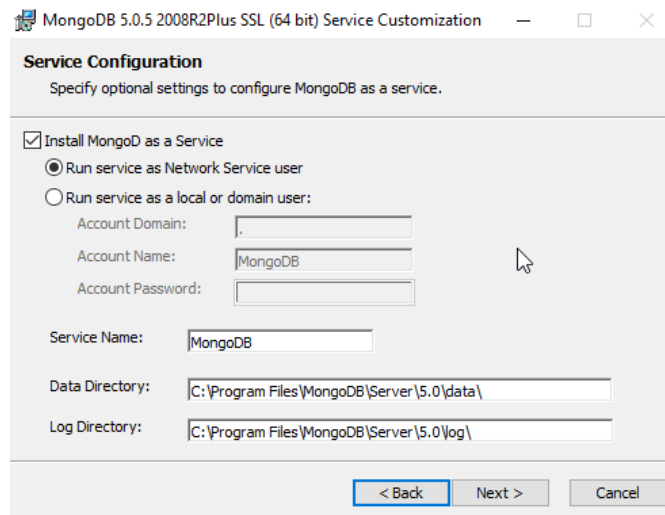 MongoDB 5.0.5 2008R2Plus SSL (64 bit) Service Customization
Service Configuration
Specify optional settings to configure MongoDB as a service.
Install MongoD as a Service
Run service as Network Service user
Run service as a local or domain user:
Account Domain: .
Account Name: MongoDB
Account Password:
Service Name: MongoDB
Data Directory: C:\Program Files\MongoDB\Server\5.0\data\
Log Directory: C:\Program Files\MongoDB\Server\5.0\log\
< Back Next > Cancel